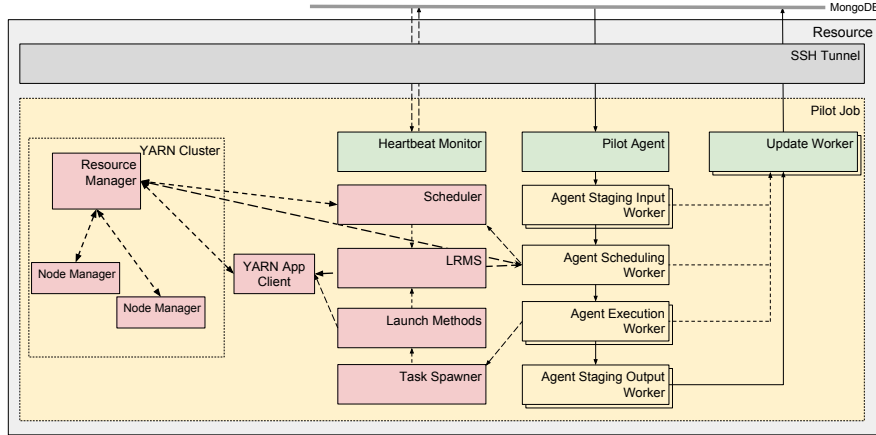 MongoDB
Resource
SSH Tunnel
Pilot Job
YARN Cluster
Resource
Manager
Node Manager
Node Manager
YARN App
Client
Heartbeat Monitor
Scheduler
LRMS
Launch Methods
Task Spawner
Pilot Agent
Agent Staging Input
Worker
Agent Scheduling
Worker
Agent Execution
Worker
Agent Staging Output
Worker
Update Worker